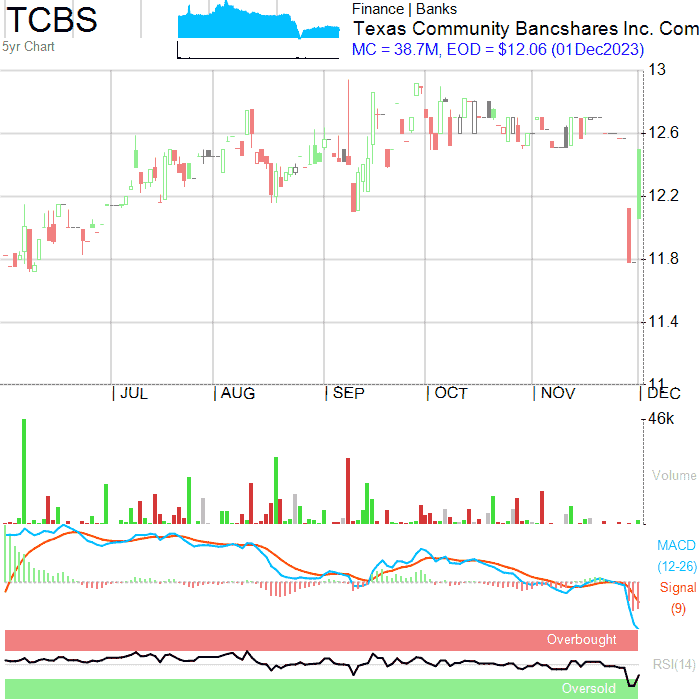 TCBS
5yr Chart
Finance | Banks
Texas Community Bancshares Inc. Com
MC = 38.7M, EOD = $12.06 (01Dec2023)
13
12.6
12.2
11.8
11.4
11
JUL AUG SEP OCT NOV DEC
46k
Volume
MACD
(12-26)
Signal
(9)
Overbought
RSI(14)
Oversold